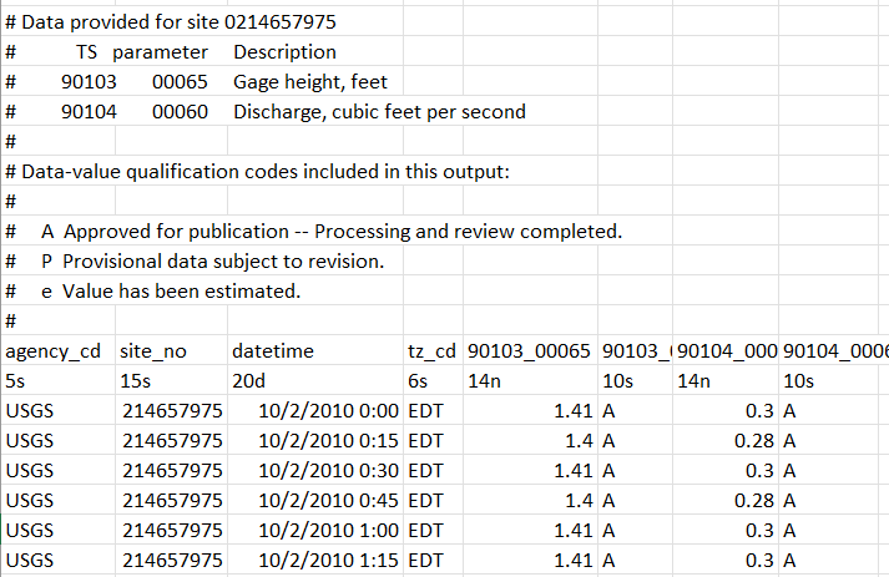 # Data provided for site 0214657975
# TS parameter Description
# 90103 00065 Gage height, feet
# 90104 00060 Discharge, cubic feet per second
#
# Data-value qualification codes included in this output:
#
# A Approved for publication -- Processing and review completed.
# P Provisional data subject to revision.
# e Value has been estimated.
#
agency_cd site_no datetime tz_cd 90103_00065 90103_( 90104_000 90104_0006
5s 15s 20d 6s 14n 10s 14n 10s
USGS 214657975 10/2/2010 0:00 EDT 1.41 A 0.3 A
USGS 214657975 10/2/2010 0:15 EDT 1.4 A 0.28 A
USGS 214657975 10/2/2010 0:30 EDT 1.41 A 0.3 A
USGS 214657975 10/2/2010 0:45 EDT 1.4 A 0.28 A
USGS 214657975 10/2/2010 1:00 EDT 1.41 A 0.3 A
USGS 214657975 10/2/2010 1:15 EDT 1.41 A 0.3 A